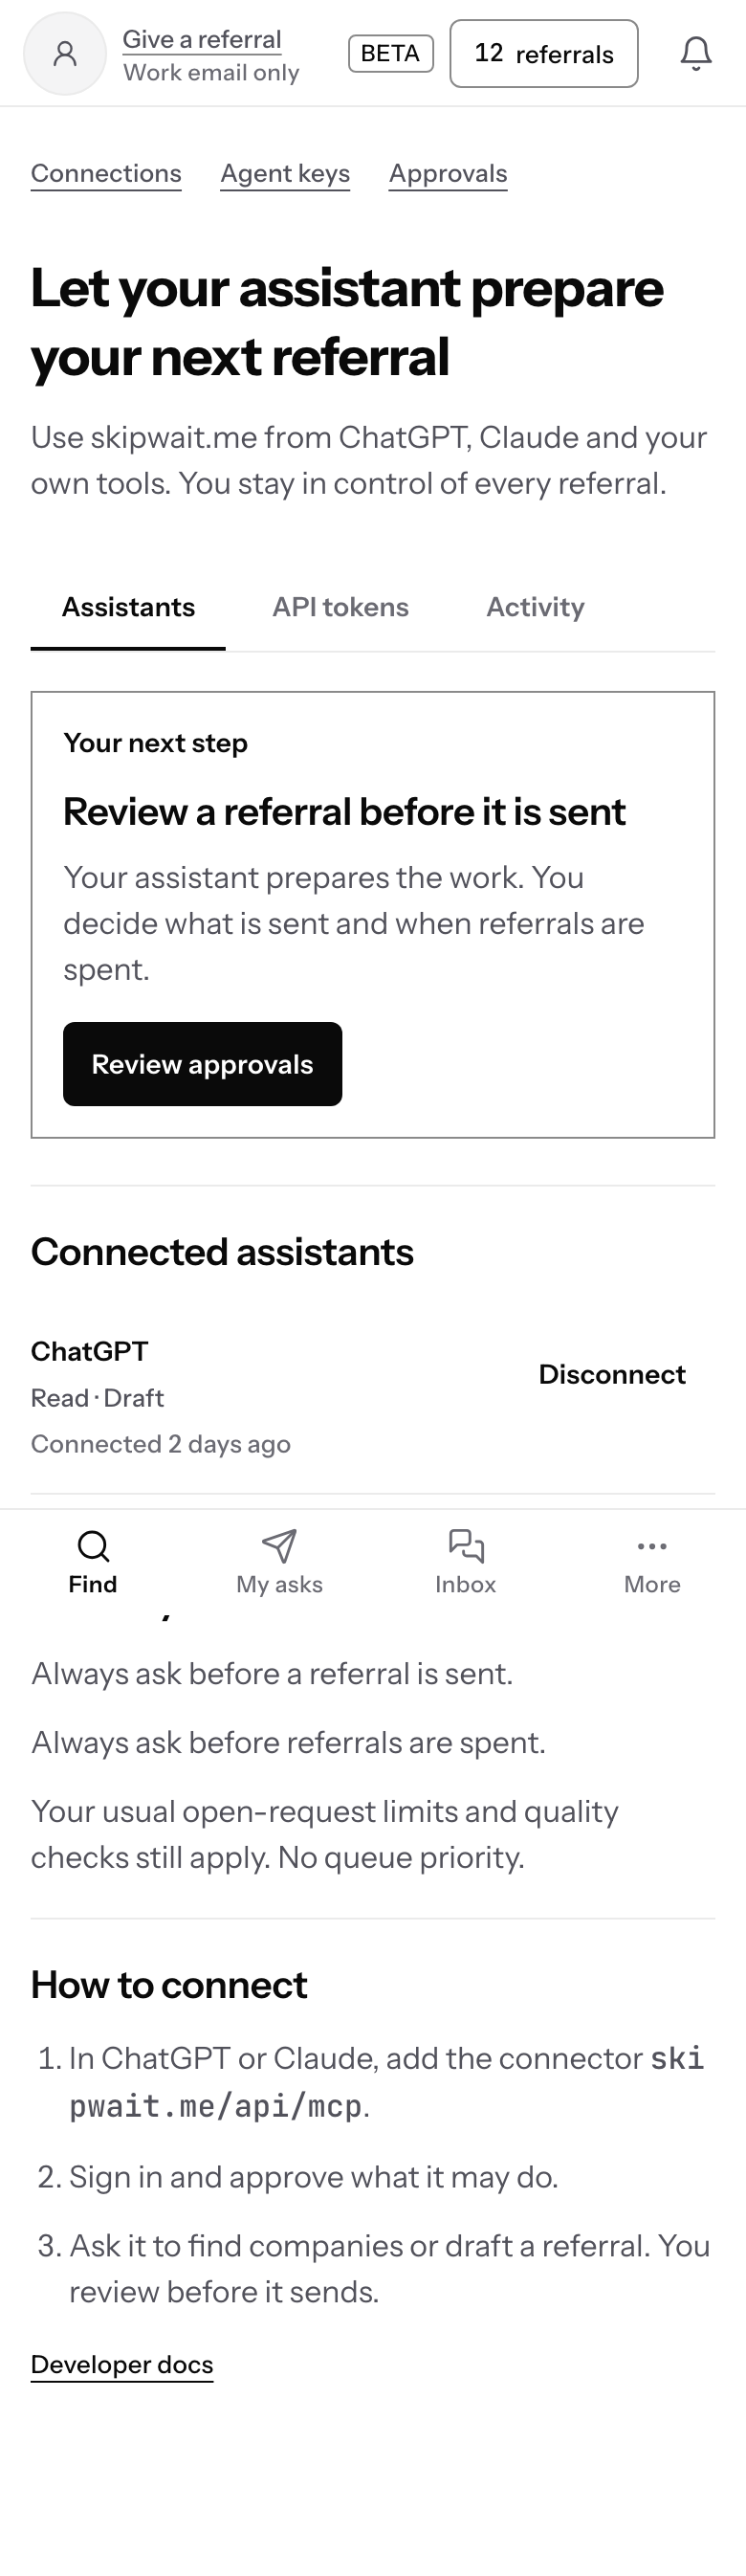 Give a referral
Work email only
BETA
12 referrals
Connections Agent keys Approvals
Let your assistant prepare
your next referral
Use skipwait.me from ChatGPT, Claude and your
own tools. You stay in control of every referral.
Assistants API tokens Activity
Your next step
Review a referral before it is sent
Your assistant prepares the work. You
decide what is sent and when referrals are
spent.
Review approvals
Connected assistants
ChatGPT
Read · Draft
Connected 2 days ago
Disconnect
Find My asks Inbox More
Always ask before a referral is sent.
Always ask before referrals are spent.
Your usual open-request limits and quality
checks still apply. No queue priority.
How to connect
1. In ChatGPT or Claude, add the connector ski
pwait.me/api/mcp.
2. Sign in and approve what it may do.
3. Ask it to find companies or draft a referral. You
review before it sends.
Developer docs